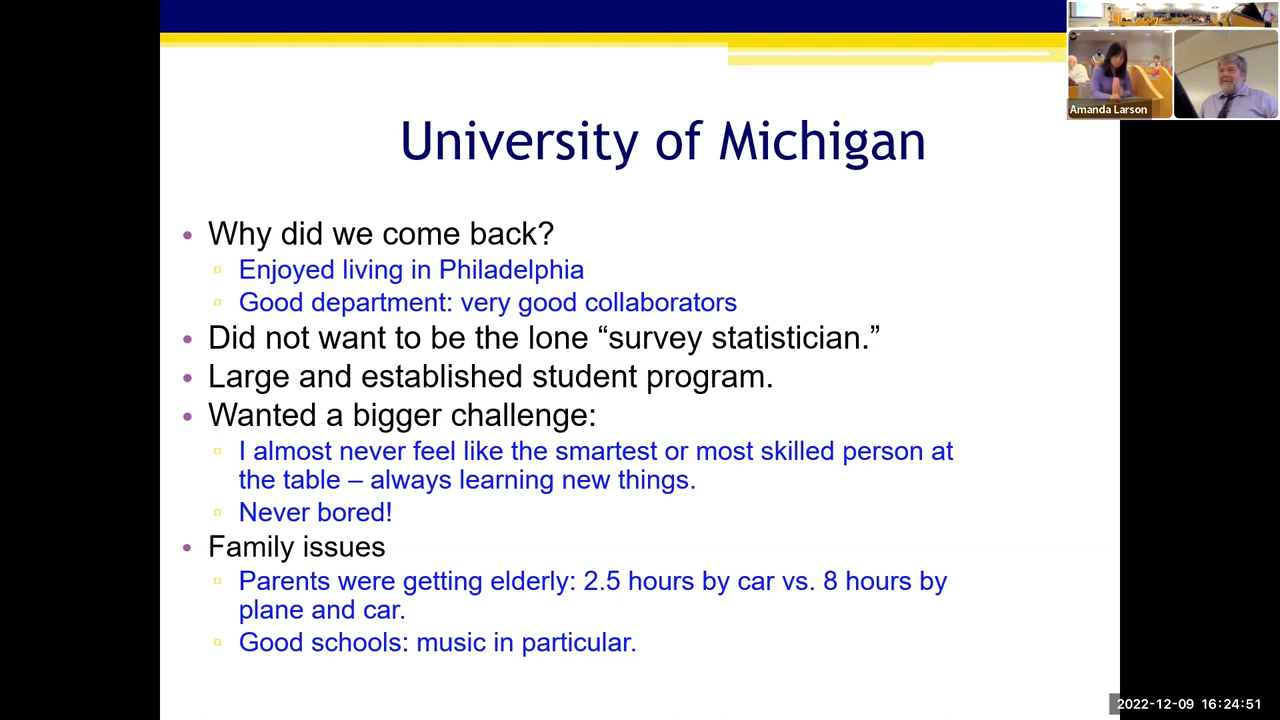 Amanda Larson
University of Michigan
• Why did we come back?
▫ Enjoyed living in Philadelphia
▫ Good department: very good collaborators
• Did not want to be the lone “survey statistician.”
• Large and established student program.
• Wanted a bigger challenge:
▫ I almost never feel like the smartest or most skilled person at
the table – always learning new things.
▫ Never bored!
• Family issues
▫ Parents were getting elderly: 2.5 hours by car vs. 8 hours by
plane and car.
▫ Good schools: music in particular.
2022-12-09 16:24:51